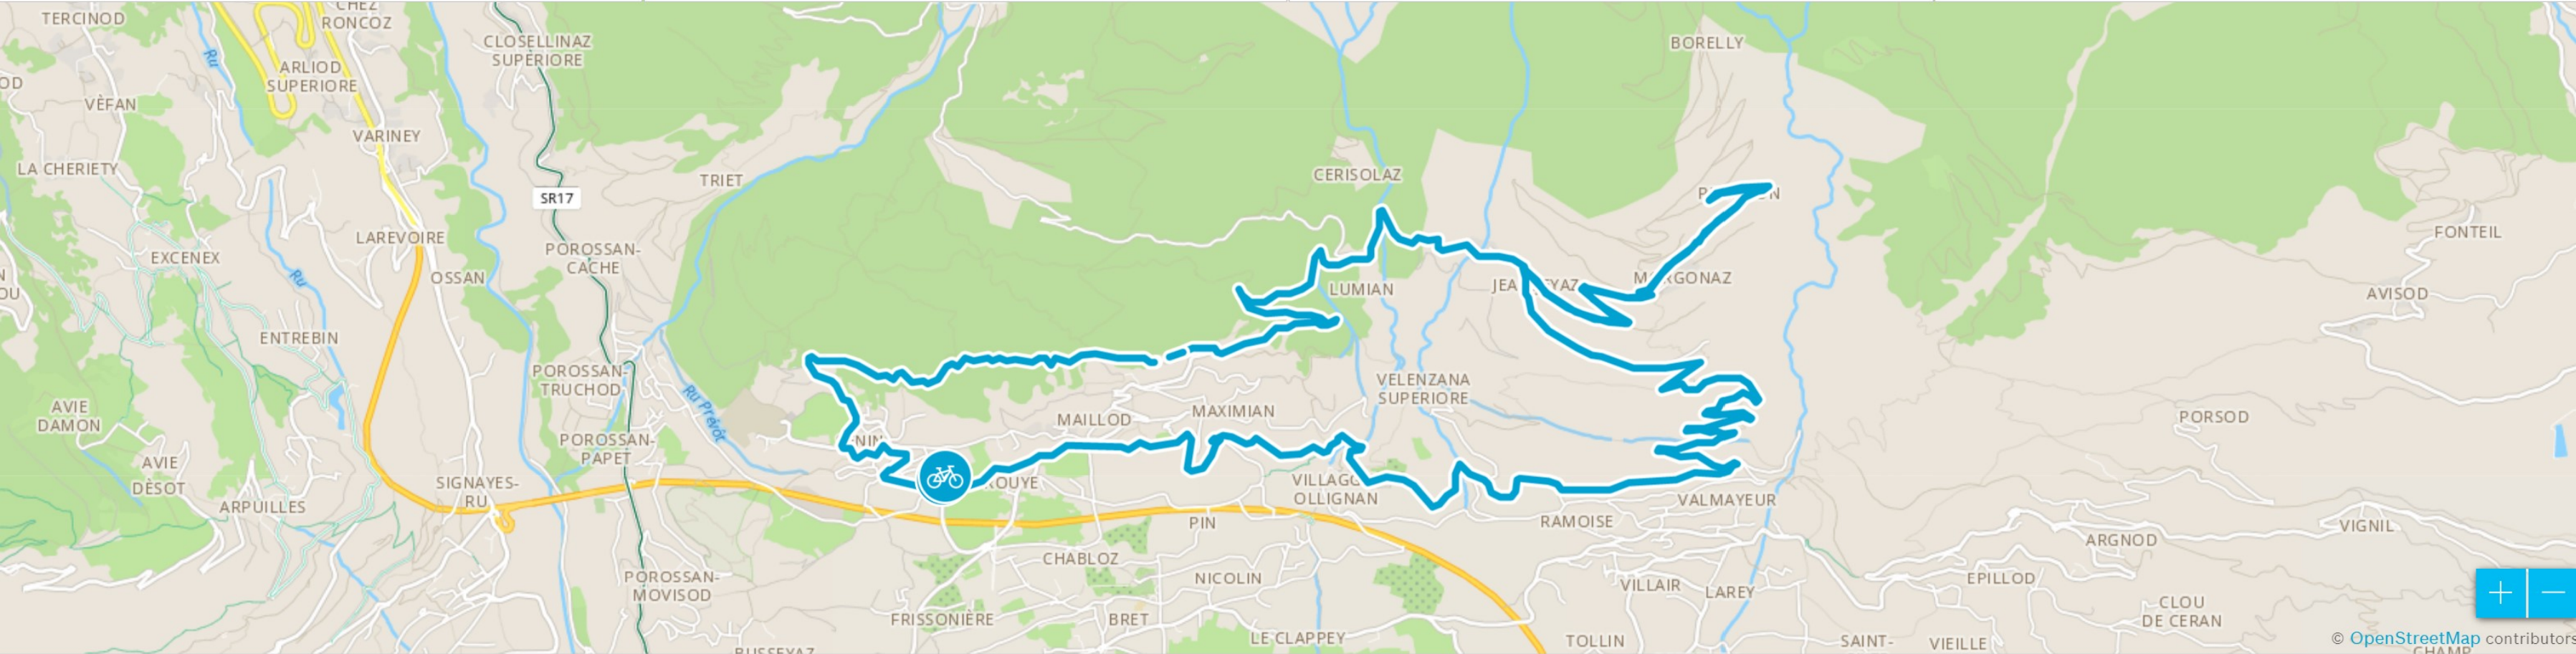 TERCINOD
CHEZ
RONCOZ
CLOSELLINAZ
SUPERIORE
BORELLY
Ru
ARLIOD
SUPERIORE
VÈFAN
VARINEY
LA CHERIETY
TRIET
CERISOLAZ
SR17
LAREVOIRE
POROSSAN-
CACHE
FONTEIL
EXCENEX
OSSAN
Ru
LUMIAN
AVISOD
ENTREBIN
POROSSAN-
TRUCHOD
Ru Prévôt
VELENZANA
SUPERIORE
AVIE
DAMON
MAILLOD
MAXIMIAN
PORSOD
POROSSAN-
PAPET
AVIE
DÈSOT
SIGNAYES-
RU
OLLIGNAN
VALMAYEUR
ARPUILLES
PIN
RAMOISE
VIGNIL
ARGNOD
CHABLOZ
NICOLIN
POROSSAN-
MOVISOD
VILLAIR
LAREY
EPILLOD
FRISSONIÈRE
BRET
CLOU
DE CERAN
LE CLAPPEY
TOLLIN
SAINT-
VIEILLE
© OpenStreetMap contributors